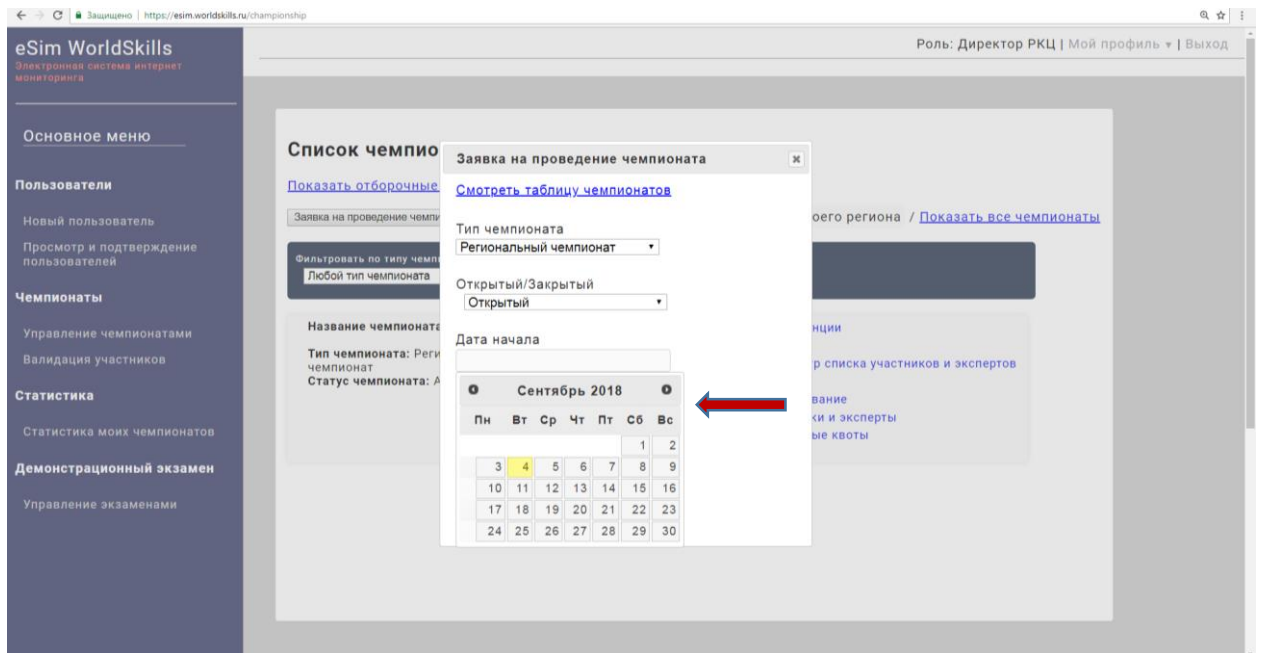 Защищено | https://esim.worldskills.ru/championship
eSim WorldSkills
Электронная система интернет
мониторинга
Роль: Директор РКЦ | Мой профиль ▾ | Выход
Основное меню
Пользователи
Новый пользователь
Просмотр и подтверждение
пользователей
Чемпионаты
Управление чемпионатами
Валидация участников
Статистика
Статистика моих чемпионатов
Демонстрационный экзамен
Управление экзаменами
Список чемпио
Показать отборочные
Заявка на проведение чемпи
оего региона / Показать все чемпионаты
Фильтровать по типу чемпи
Любой тип чемпионата
Название чемпионата
Тип чемпионата: Реги
чемпионат
Статус чемпионата: А
нции
р списка участников и экспертов
вание
ки и эксперты
ые квоты
Заявка на проведение чемпионата
Смотреть таблицу чемпионатов
Тип чемпионата
Региональный чемпионат
Открытый/Закрытый
Открытый
Дата начала
Сентябрь 2018
Пн Вт Ср Чт Пт Сб Вс
1 2
3 4 5 6 7 8 9
10 11 12 13 14 15 16
17 18 19 20 21 22 23
24 25 26 27 28 29 30